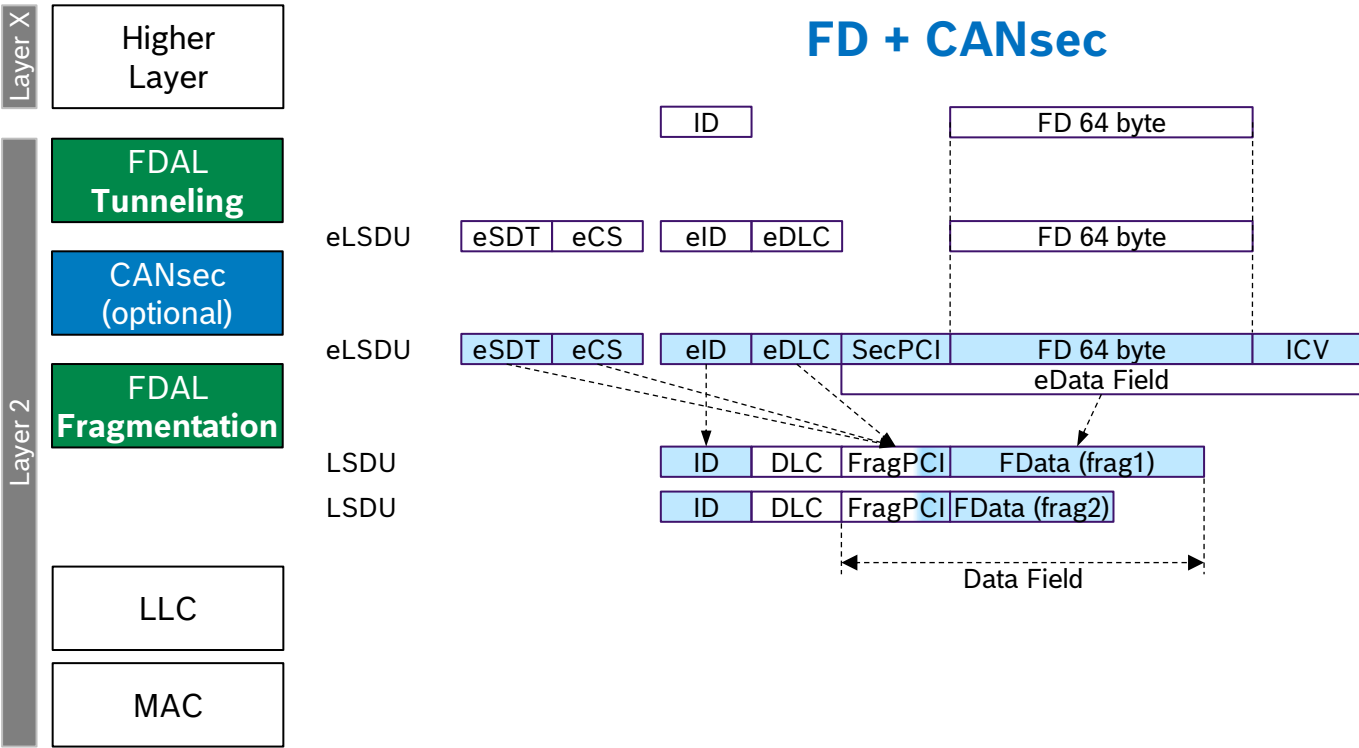 FD + CANsec
Layer X
Higher
Layer
ID
FD 64 byte
Layer 2
FDAL
Tunneling
eLSDU
eSDT
eCS
eID
eDLC
FD 64 byte
CANsec
(optional)
eLSDU
eSDT
eCS
eID
eDLC
SecPCI
FD 64 byte
ICV
eData Field
FDAL
Fragmentation
LSDU
ID
DLC
FragPCI
FData (frag1)
LSDU
ID
DLC
FragPCI
FData (frag2)
Data Field
LLC
MAC